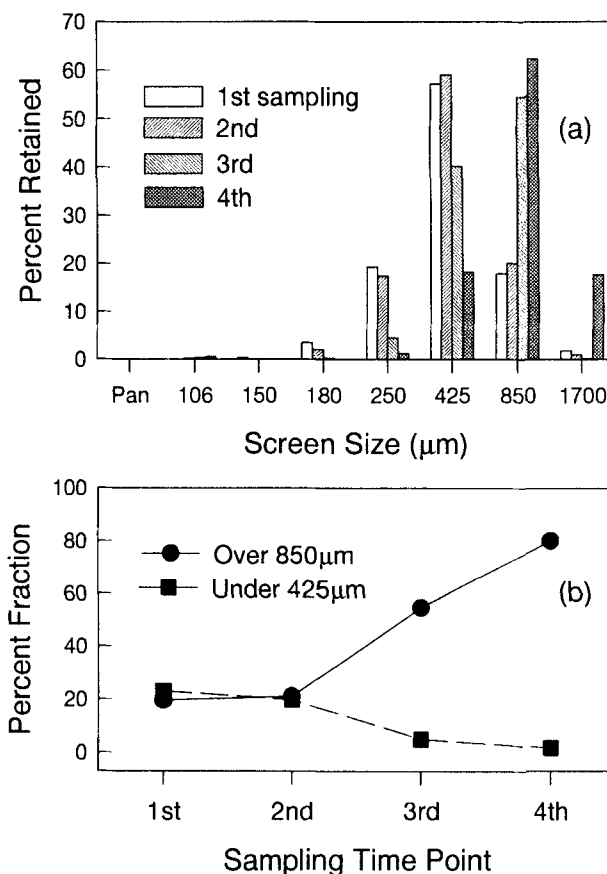 70
60
50
40
30
20
10
0
Percent Retained
1st sampling
2nd
3rd
4th
(a)
Pan 106 150 180 250 425 850 1700
Screen Size (μm)
100
80
60
40
20
0
Percent Fraction
Over 850μm
Under 425μm
(b)
1st 2nd 3rd 4th
Sampling Time Point